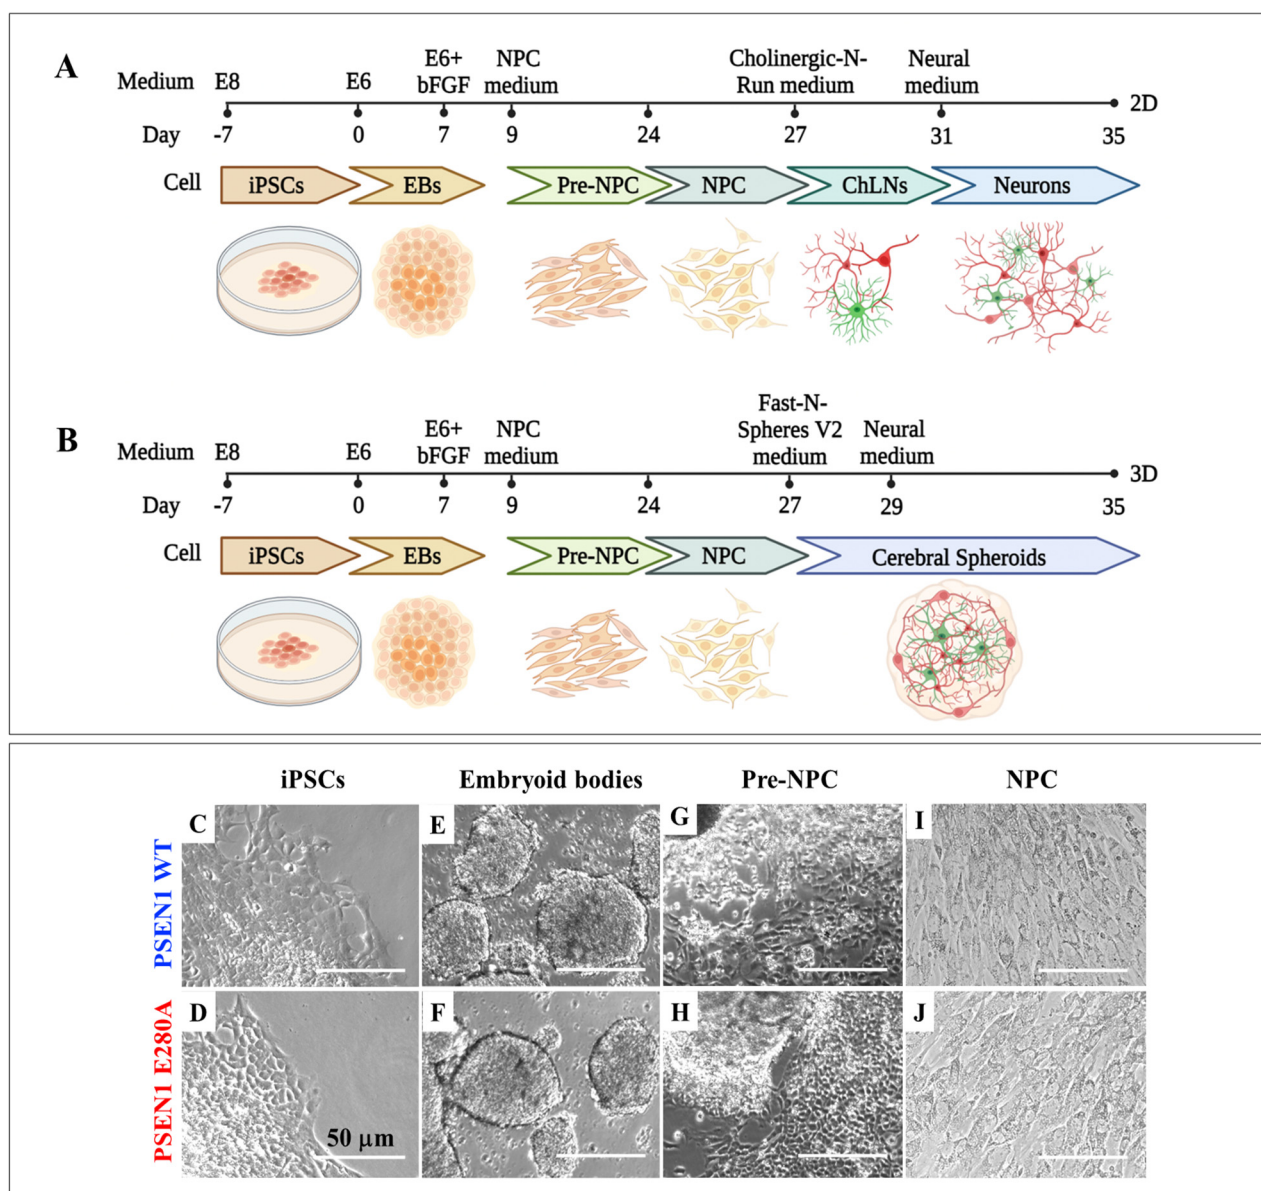 A
Medium E8 E6 E6+ bFGF NPC medium Cholinergic-N-Run medium Neural medium
2D
Day -7 0 7 9 24 27 31 35
Cell iPSCs EBs Pre-NPC NPC ChLNs Neurons
B
Medium E8 E6 E6+ bFGF NPC medium Fast-N-Spheres V2 medium Neural medium
3D
Day -7 0 7 9 24 27 29 35
Cell iPSCs EBs Pre-NPC NPC Cerebral Spheroids
iPSCs Embryoid bodies Pre-NPC NPC
PSEN1 WT
C E G I
PSEN1 E280A
D F H J
50 µm